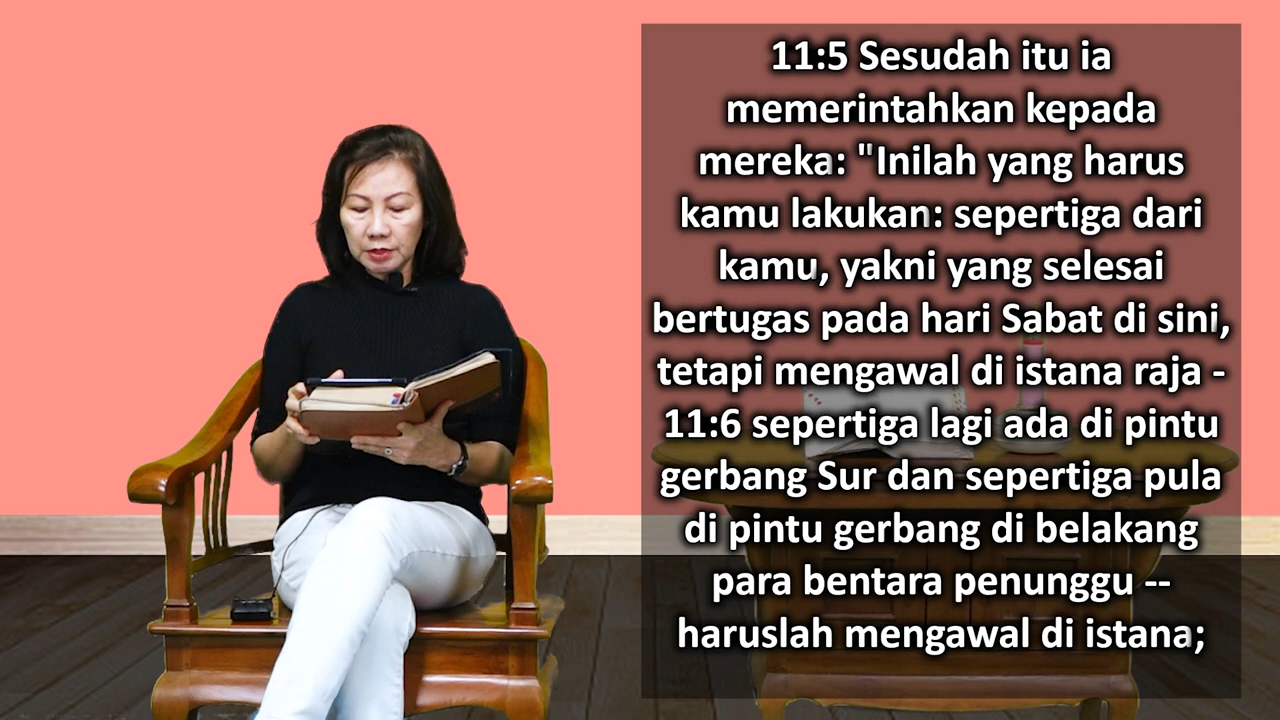 11:5 Sesudah itu ia
memerintahkan kepada
mereka: "Inilah yang harus
kamu lakukan: sepertiga dari
kamu, yakni yang selesai
bertugas pada hari Sabat di sini,
tetapi mengawal di istana raja -
11:6 sepertiga lagi ada di pintu
gerbang Sur dan sepertiga pula
di pintu gerbang di belakang
para bentara penunggu --
haruslah mengawal di istana;